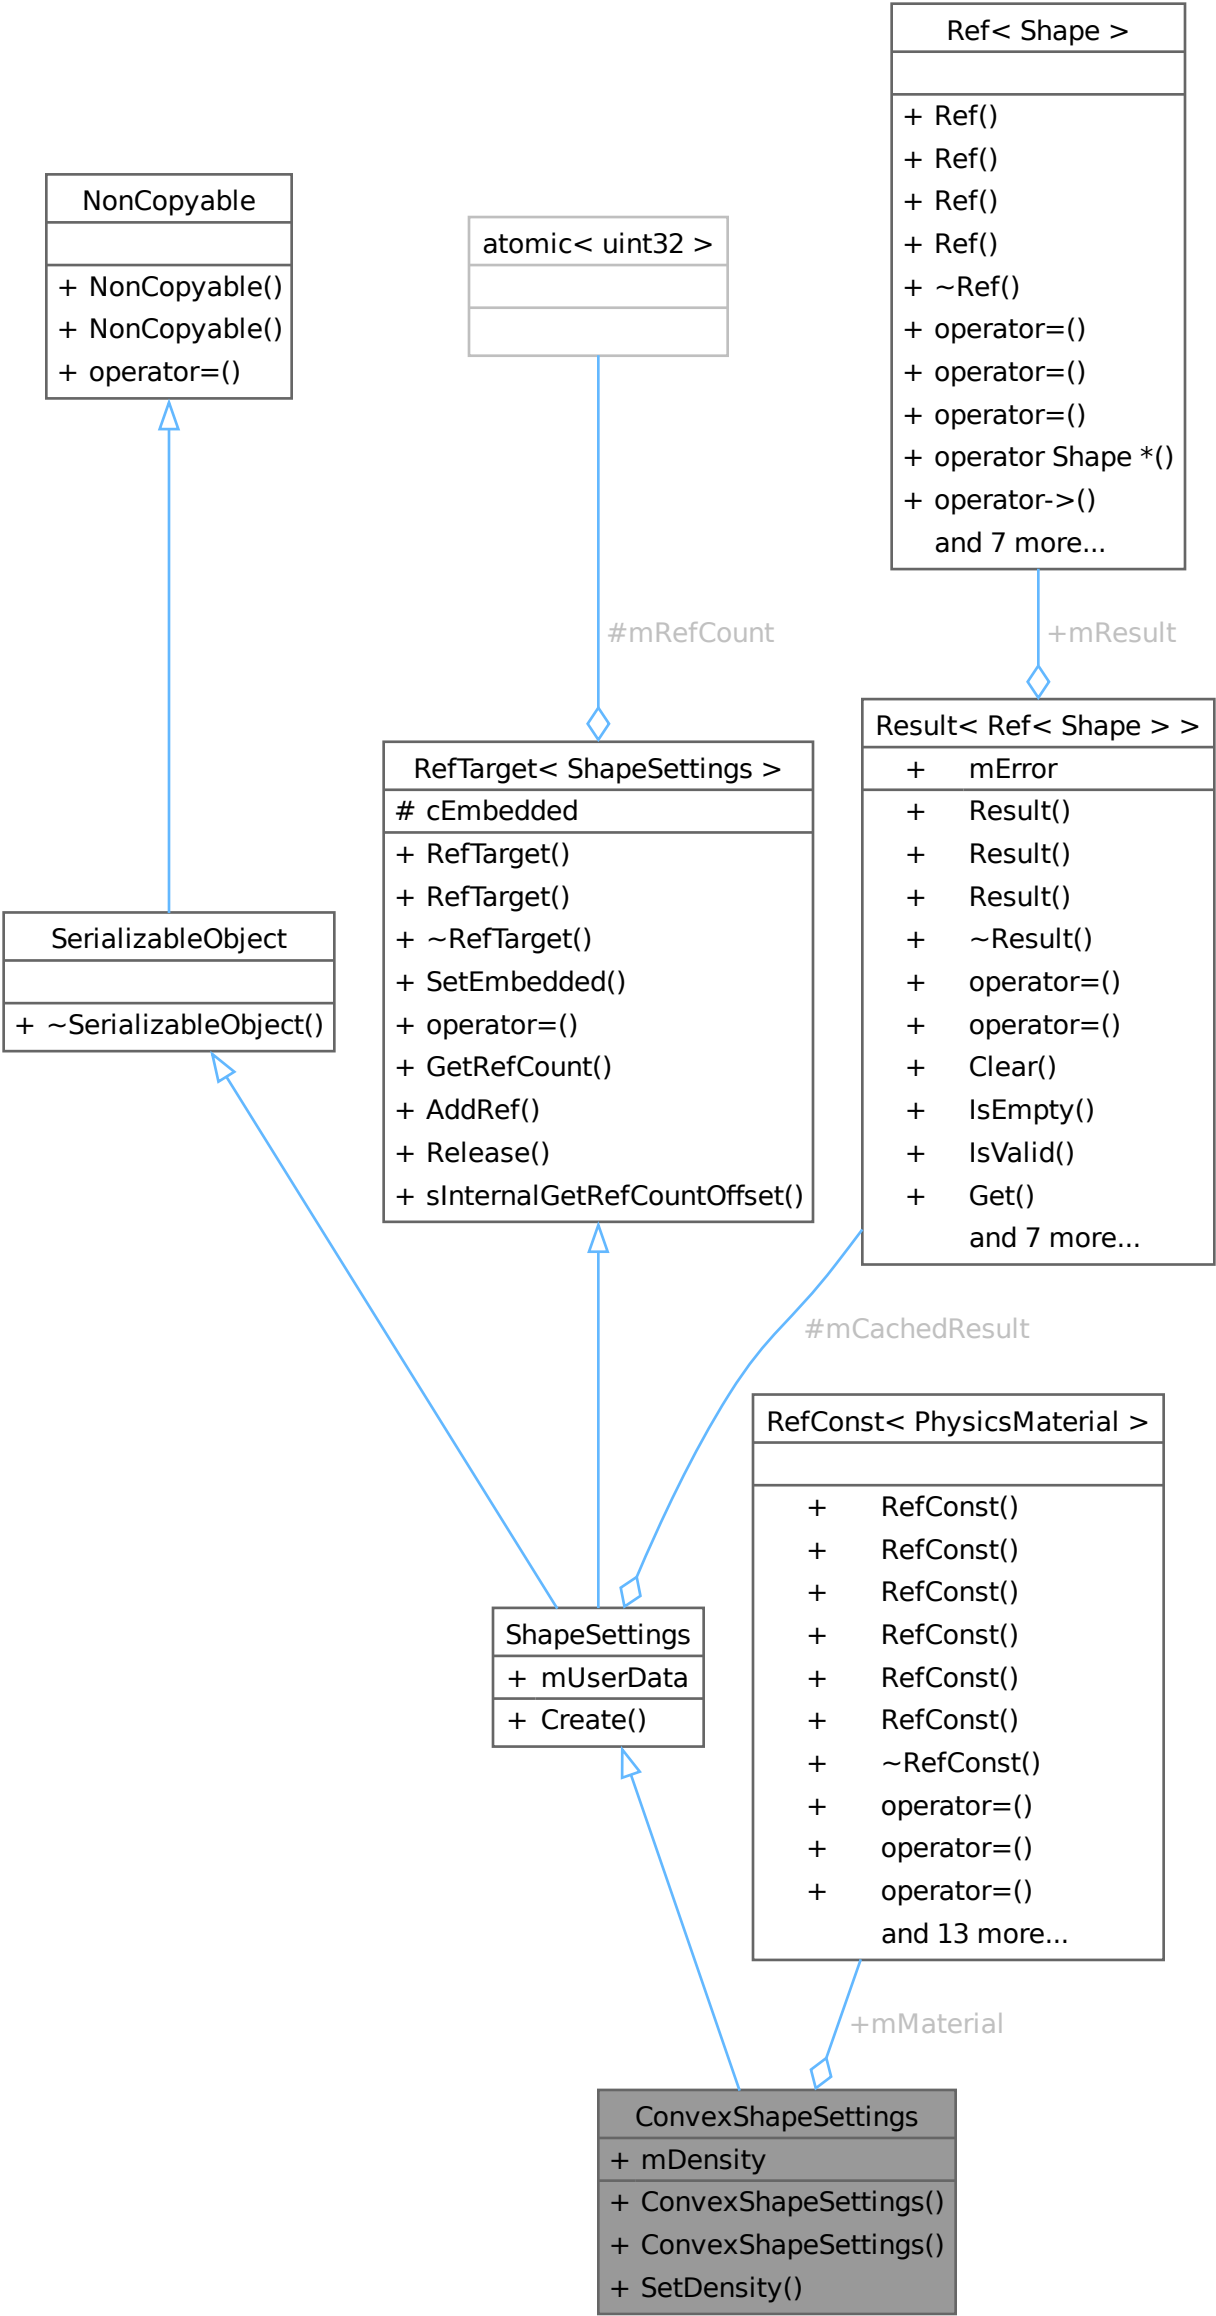 Ref< Shape >
+ Ref()
+ Ref()
+ Ref()
+ Ref()
+ ~Ref()
+ operator=()
+ operator=()
+ operator=()
+ operator Shape *()
+ operator->()
and 7 more...
NonCopyable
+ NonCopyable()
+ NonCopyable()
+ operator=()
atomic< uint32 >
#mRefCount
+mResult
RefTarget< ShapeSettings >
# cEmbedded
+ RefTarget()
+ RefTarget()
+ ~RefTarget()
+ SetEmbedded()
+ operator=()
+ GetRefCount()
+ AddRef()
+ Release()
+ sInternalGetRefCountOffset()
Result< Ref< Shape > >
+ mError
+ Result()
+ Result()
+ Result()
+ ~Result()
+ operator=()
+ operator=()
+ Clear()
+ IsEmpty()
+ IsValid()
+ Get()
and 7 more...
SerializableObject
+ ~SerializableObject()
#mCachedResult
RefConst< PhysicsMaterial >
+ RefConst()
+ RefConst()
+ RefConst()
+ RefConst()
+ RefConst()
+ RefConst()
+ ~RefConst()
+ operator=()
+ operator=()
+ operator=()
and 13 more...
ShapeSettings
+ mUserData
+ Create()
+mMaterial
ConvexShapeSettings
+ mDensity
+ ConvexShapeSettings()
+ ConvexShapeSettings()
+ SetDensity()